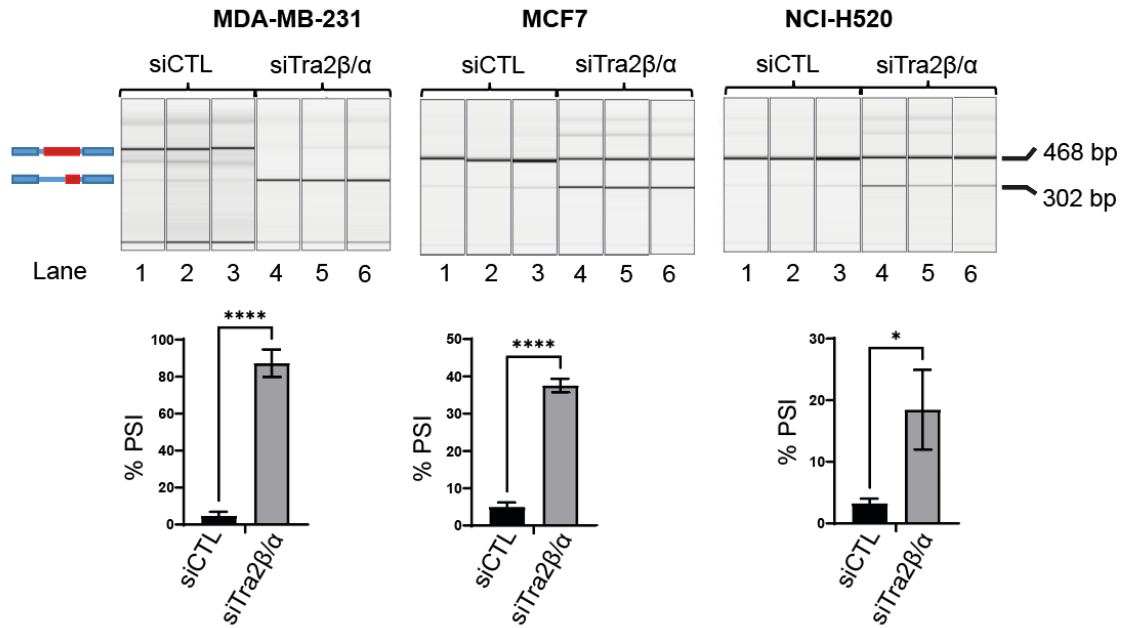 MDA-MB-231 MCF7 NCI-H520
siCTL siTra2β/α siCTL siTra2β/α siCTL siTra2β/α
468 bp
302 bp
Lane 1 2 3 4 5 6 1 2 3 4 5 6 1 2 3 4 5 6
% PSI
100
80
60
40
20
0
****
siCTL
siTra2β/α
% PSI
50
40
30
20
10
0
****
siCTL
siTra2β/α
% PSI
30
20
10
0
*
siCTL
siTra2β/α